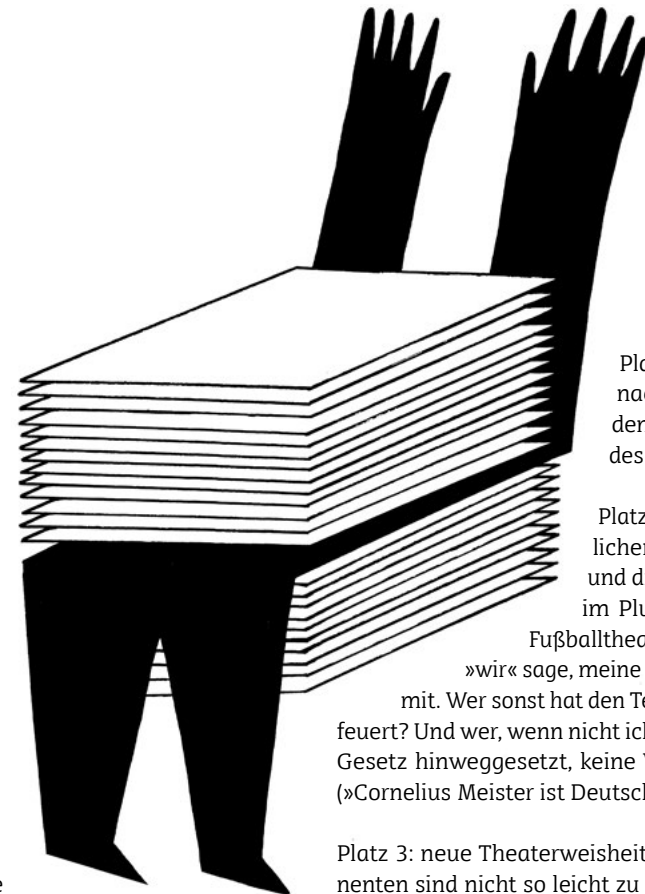 Pla
nac
der
des
Platz
licher
und d
im Plu
Fußballthea
»wir« sage, meine
mit. Wer sonst hat den Te
feuert? Und wer, wenn nicht ich
Gesetz hinweggesetzt, keine V
(»Cornelius Meister ist Deutsch
Platz 3: neue Theaterweisheit
nenten sind nicht so leicht zu
e